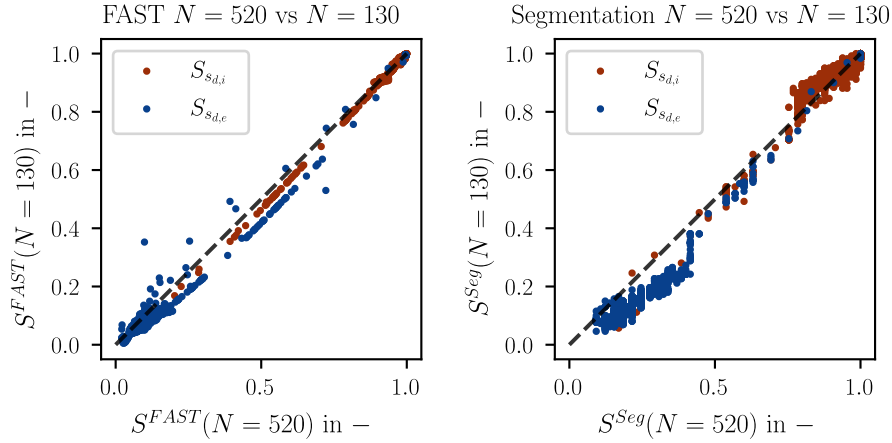 FAST N = 520 vs N = 130
1.0
0.8
0.6
0.4
0.2
0.0
0.0 0.5 1.0
S_{s_{d,i}}
S_{s_{d,e}}
S^{FAST}(N = 130) in −
S^{FAST}(N = 520) in −
Segmentation N = 520 vs N = 130
1.0
0.8
0.6
0.4
0.2
0.0
0.0 0.5 1.0
S_{s_{d,i}}
S_{s_{d,e}}
S^{Seg}(N = 130) in −
S^{Seg}(N = 520) in −